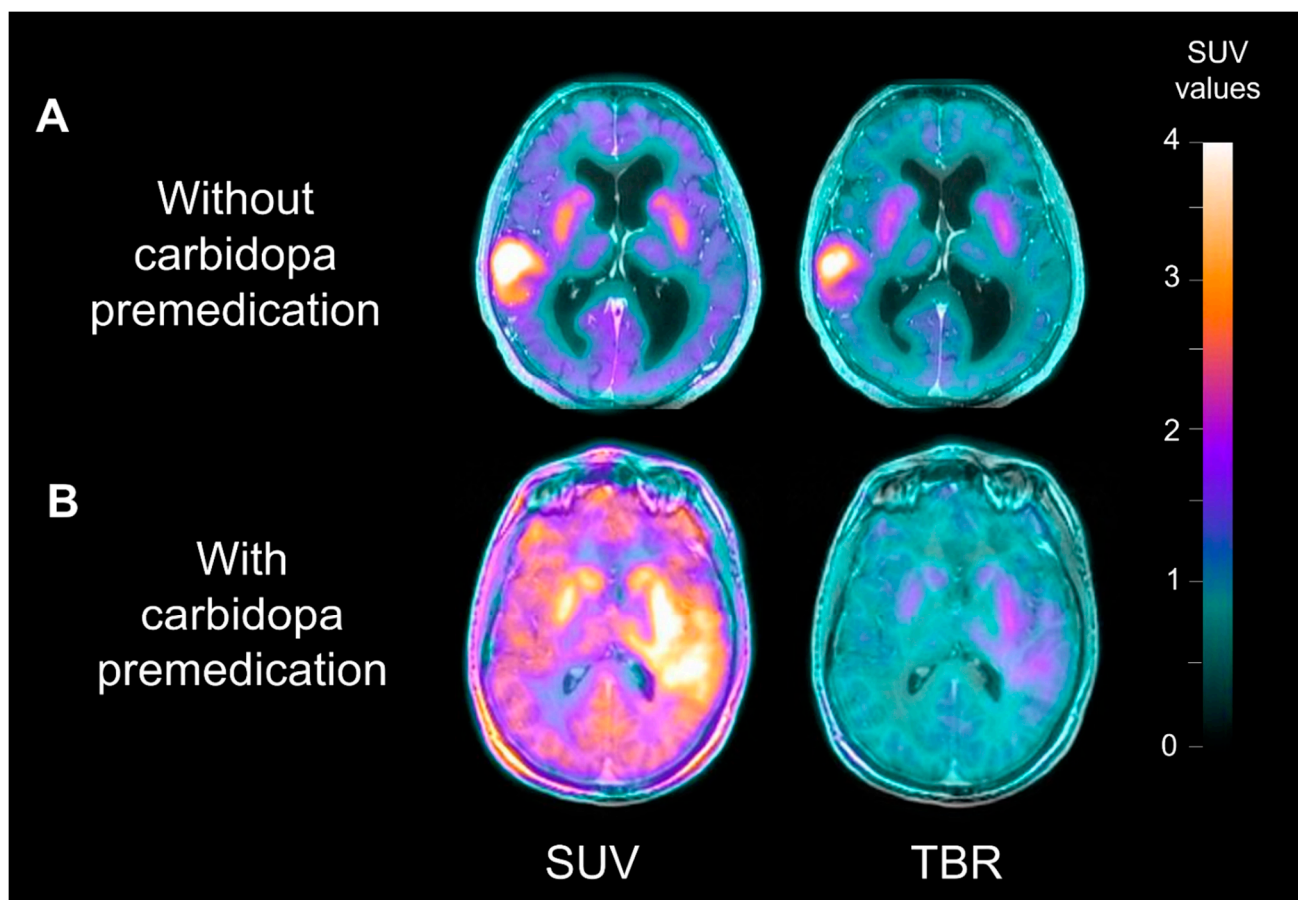 A
Without
carbidopa
premedication
SUV
values
4
3
2
1
0
B
With
carbidopa
premedication
SUV
TBR